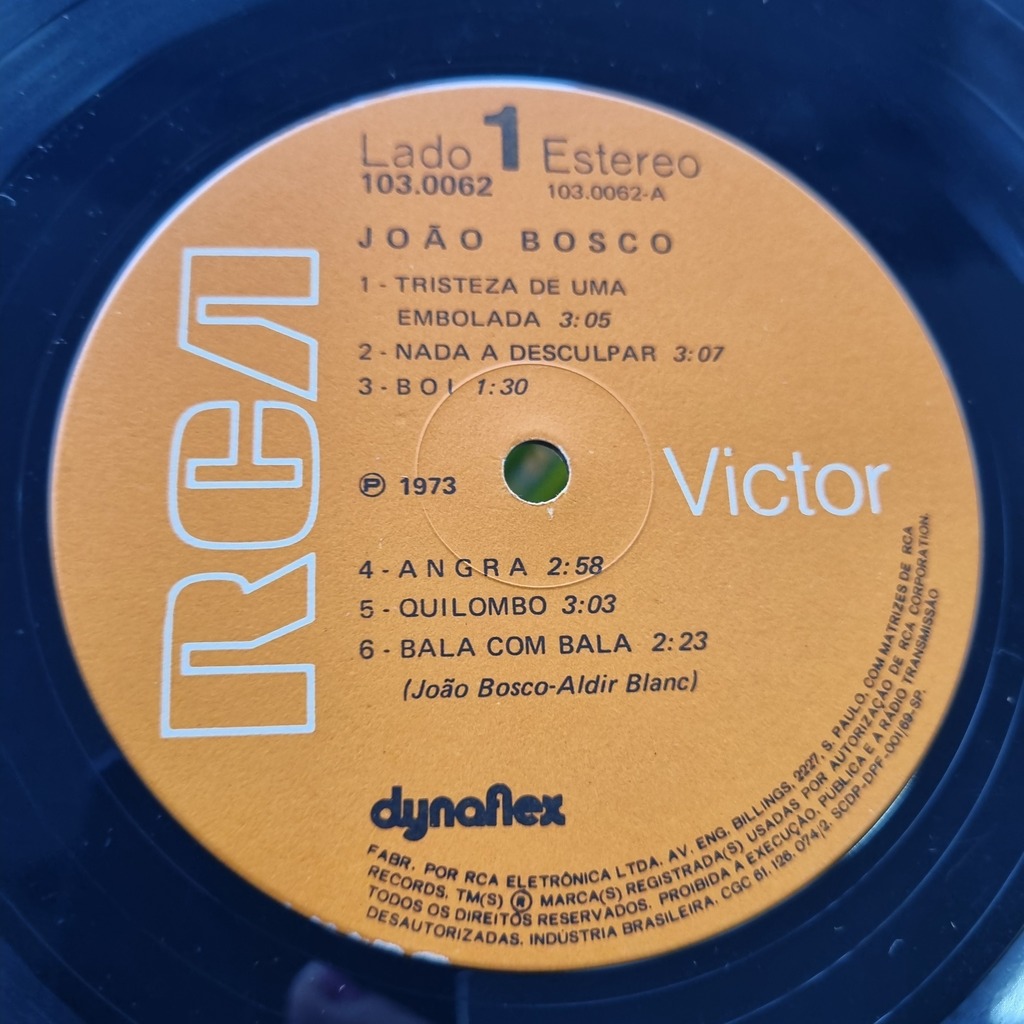 Lado 1 Estereo
103.0062 103.0062-A
JOÃO BOSCO
1 - TRISTEZA DE UMA
EMBOLADA 3:05
2 - NADA A DESCULPAR 3:07
3 - BOI 1:30
RCA
Ⓟ 1973
Victor
4 - ANGRA 2:58
5 - QUILOMBO 3:03
6 - BALA COM BALA 2:23
(João Bosco-Aldir Blanc)
dynaflex
FABR. POR RCA ELETRÔNICA LTDA. AV. ENG. BILLINGS, 2227, S. PAULO, COM MATRIZES DE RCA
RECORDS. TM(S) ® MARCA(S) REGISTRADA(S) USADAS POR AUTORIZAÇÃO DE RCA CORPORATION.
TODOS OS DIREITOS RESERVADOS. PROIBIDA A EXECUÇÃO, PUBLICA E A RÁDIO TRANSMISSÃO
DESAUTORIZADAS. INDÚSTRIA BRASILEIRA. CGC 61.126.074/2. SCDP-DPF-001/69-SP.